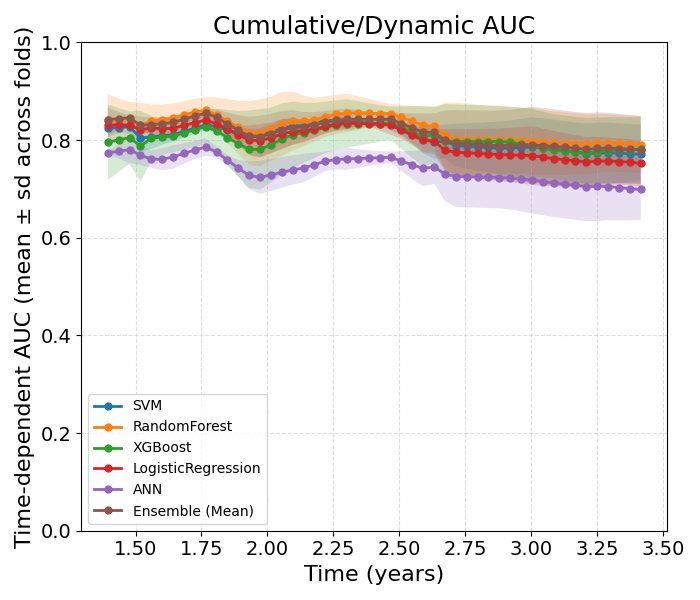 Cumulative/Dynamic AUC
Time-dependent AUC (mean ± sd across folds)
1.0
0.8
0.6
0.4
0.2
0.0
SVM
RandomForest
XGBoost
LogisticRegression
ANN
Ensemble (Mean)
1.50 1.75 2.00 2.25 2.50 2.75 3.00 3.25 3.50
Time (years)